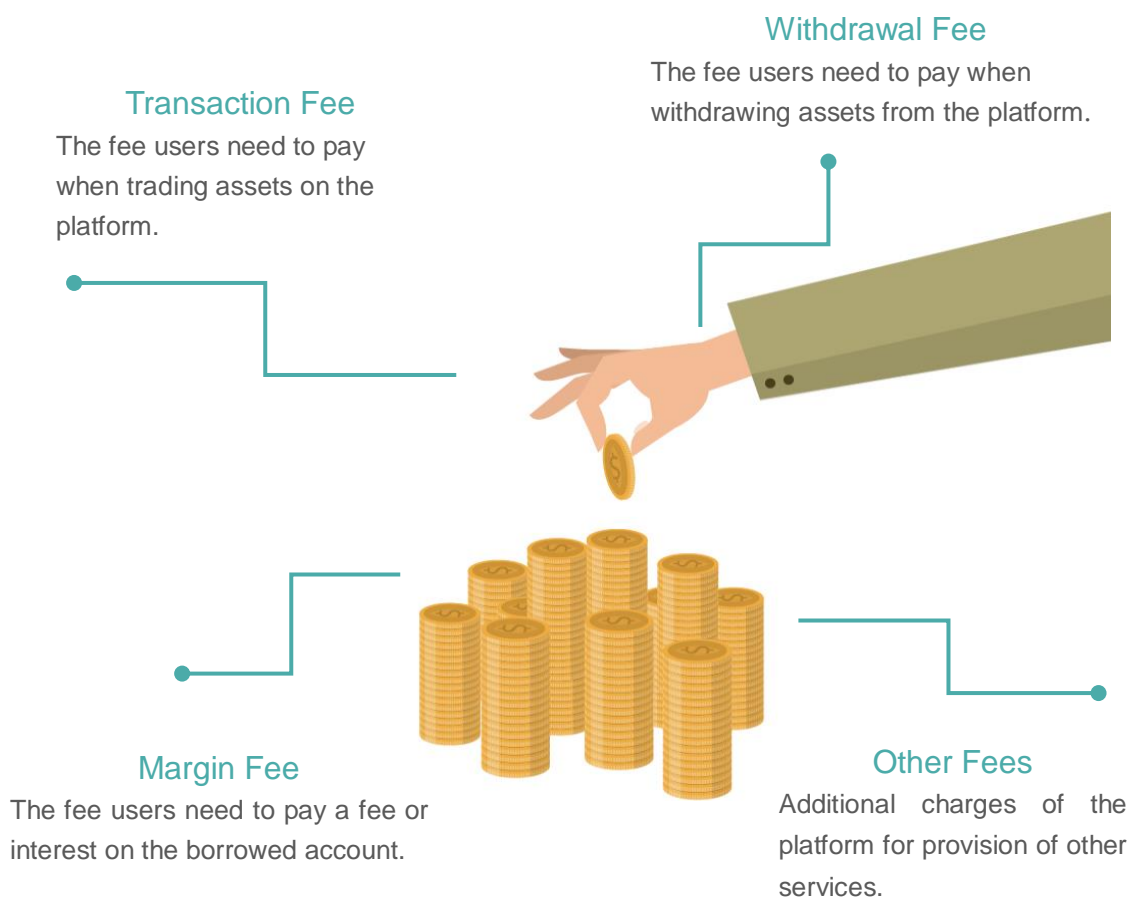 Withdrawal Fee
The fee users need to pay when
withdrawing assets from the platform.
Transaction Fee
The fee users need to pay
when trading assets on the
platform.
Margin Fee
The fee users need to pay a fee or
interest on the borrowed account.
Other Fees
Additional charges of the
platform for provision of other
services.